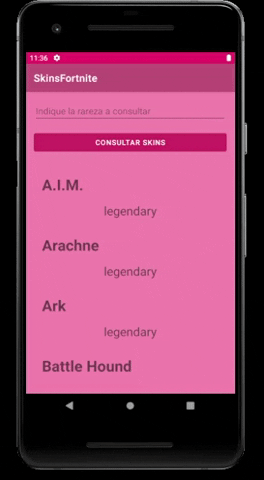 11:36
SkinsFortnite
Indique la rareza a consultar
CONSULTAR SKINS
A.I.M.
legendary
Arachne
legendary
Ark
legendary
Battle Hound